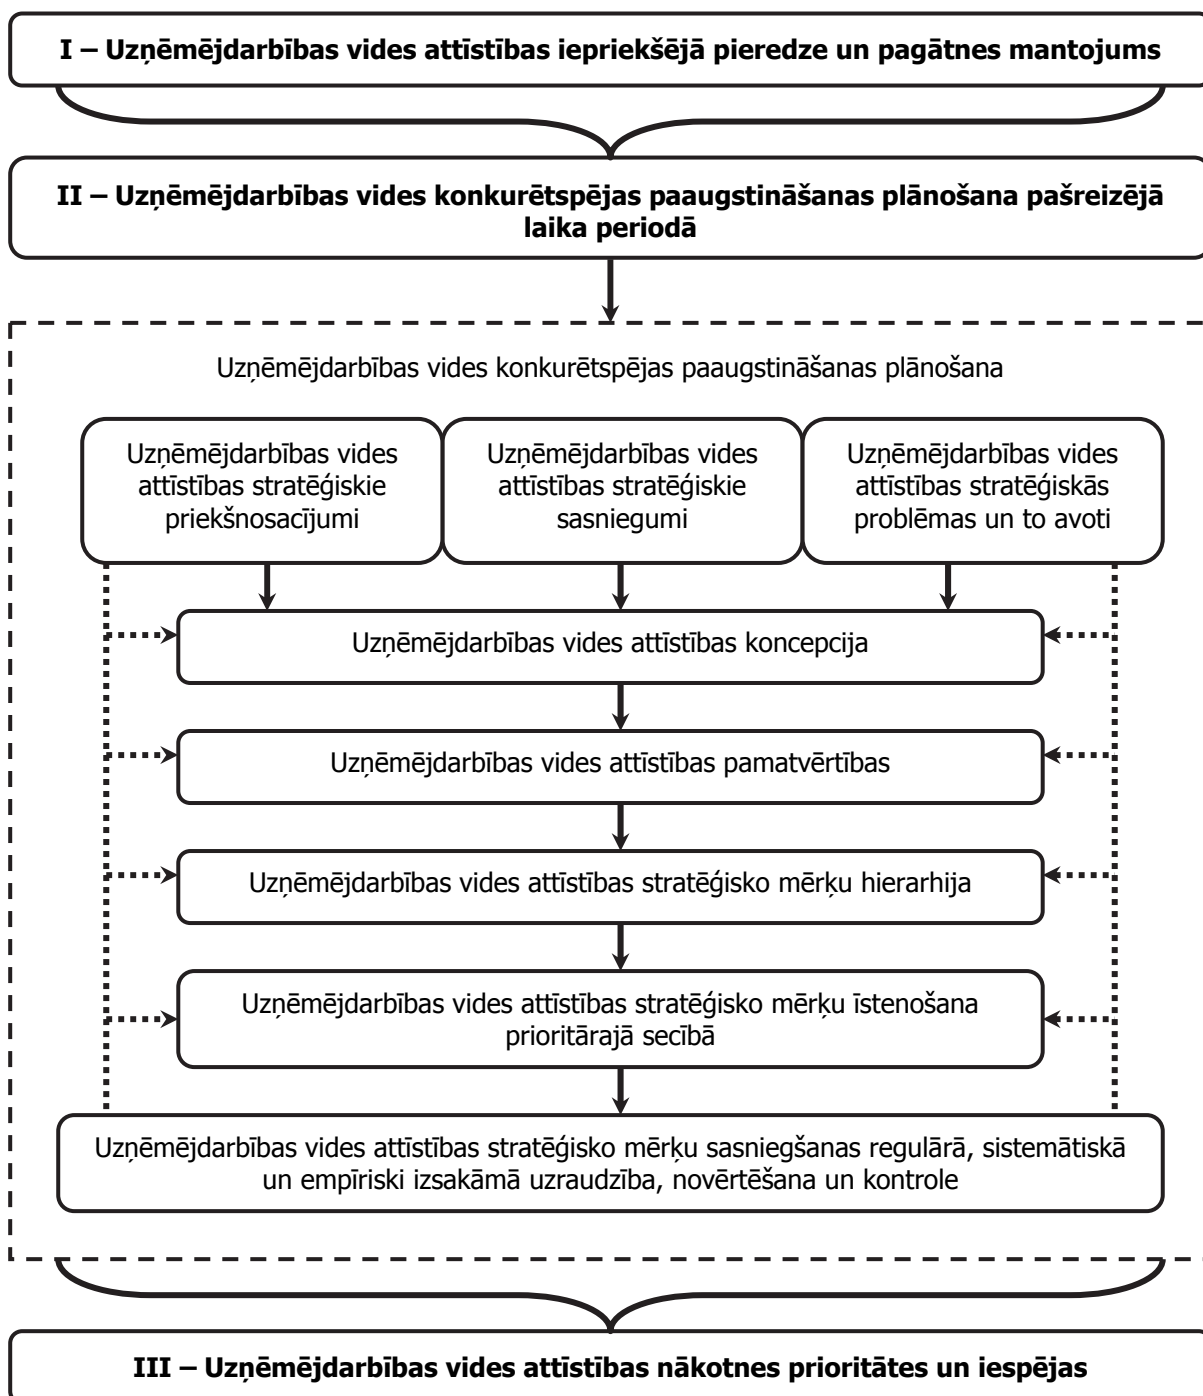 I – Uzņēmējdarbības vides attīstības iepriekšējā pieredze un pagātnes mantojums
II – Uzņēmējdarbības vides konkurētspējas paaugstināšanas plānošana pašreizējā
laika periodā
Uzņēmējdarbības vides konkurētspējas paaugstināšanas plānošana
Uzņēmējdarbības vides
attīstības stratēģiskie
priekšnosacījumi
Uzņēmējdarbības vides
attīstības stratēģiskie
sasniegumi
Uzņēmējdarbības vides
attīstības stratēģiskās
problēmas un to avoti
Uzņēmējdarbības vides attīstības koncepcija
Uzņēmējdarbības vides attīstības pamatvērtības
Uzņēmējdarbības vides attīstības stratēģisko mērķu hierarhija
Uzņēmējdarbības vides attīstības stratēģisko mērķu īstenošana
prioritārajā secībā
Uzņēmējdarbības vides attīstības stratēģisko mērķu sasniegšanas regulārā, sistemātiskā
un empīriski izsakāmā uzraudzība, novērtēšana un kontrole
III – Uzņēmējdarbības vides attīstības nākotnes prioritātes un iespējas